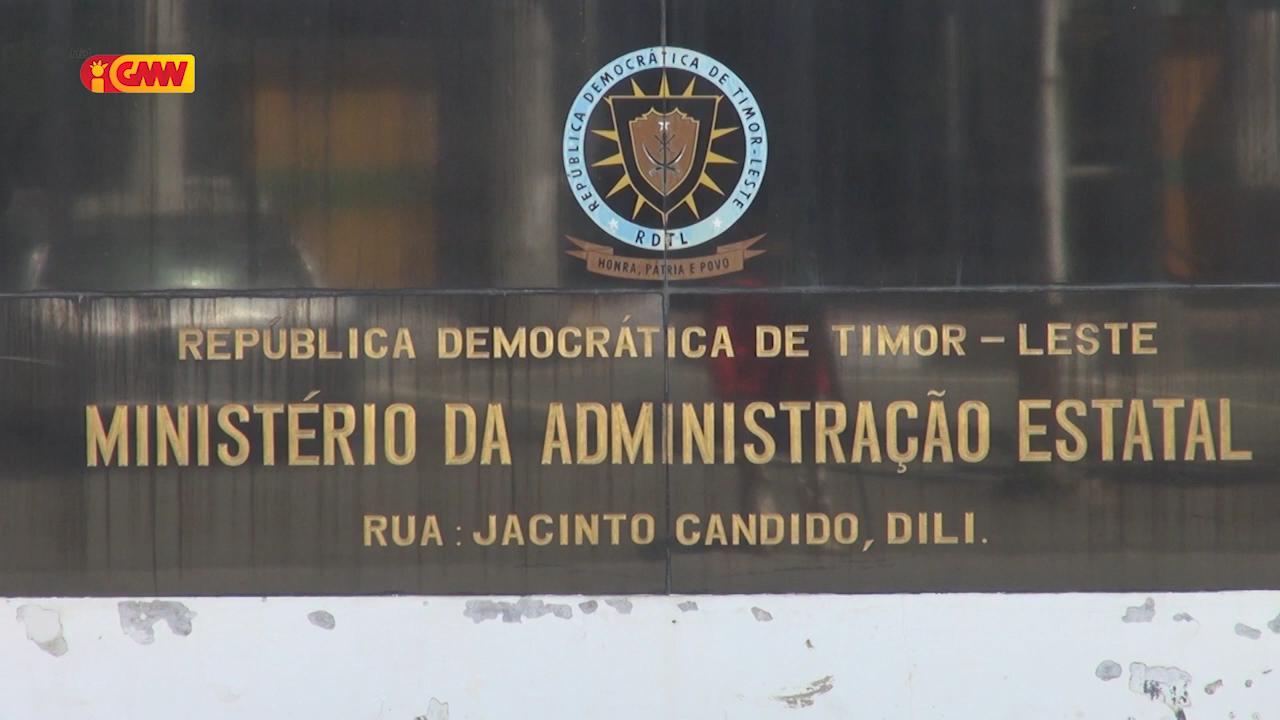 GMN
REPÚBLICA DEMOCRÁTICA DE TIMOR-LESTE
RDTL
HONRA, PÁTRIA E POVO
REPÚBLICA DEMOCRÁTICA DE TIMOR – LESTE
MINISTÉRIO DA ADMINISTRAÇÃO ESTATAL
RUA : JACINTO CANDIDO, DILI.